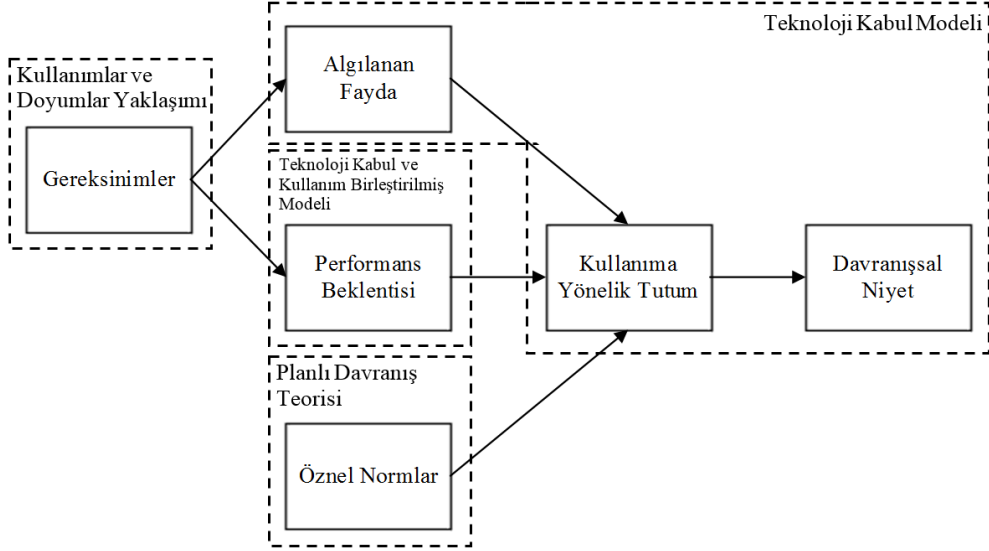 Teknoloji Kabul Modeli
Kullanımlar ve
Doyumlar Yaklaşımı
Gereksinimler
Algılanan
Fayda
Teknoloji Kabul ve
Kullanım Birleştirilmiş
Modeli
Performans
Beklentisi
Kullanıma
Yönelik Tutum
Davranışsal
Niyet
Planlı Davranış
Teorisi
Öznel Normlar